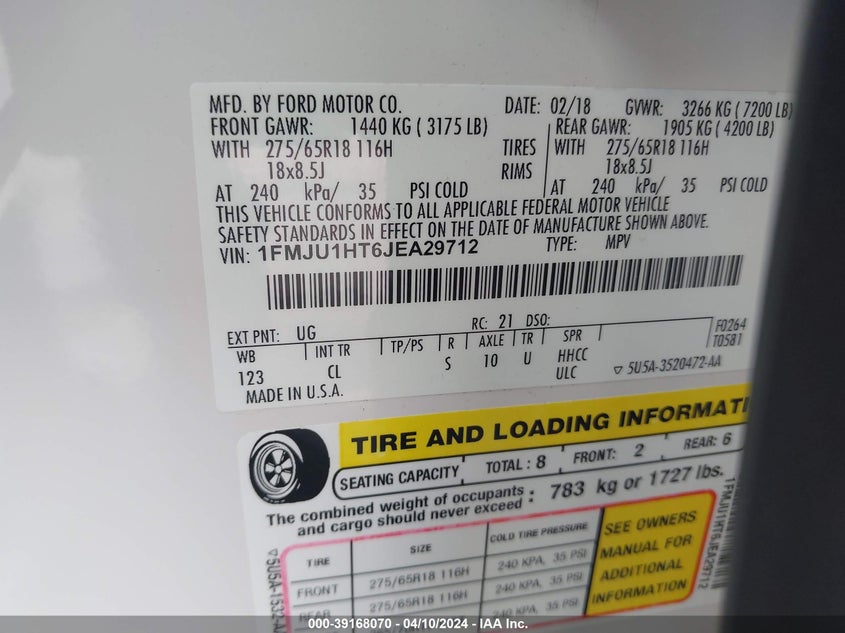 MFD. BY FORD MOTOR CO. DATE: 02/18 GVWR: 3266 KG ( 7200 LB)
FRONT GAWR: 1440 KG ( 3175 LB) REAR GAWR: 1905 KG ( 4200 LB)
WITH 275/65R18 116H TIRES WITH 275/65R18 116H
18x8.5J RIMS 18x8.5J
AT 240 kPa/ 35 PSI COLD AT 240 kPa/ 35 PSI COLD
THIS VEHICLE CONFORMS TO ALL APPLICABLE FEDERAL MOTOR VEHICLE
SAFETY STANDARDS IN EFFECT ON THE DATE OF MANUFACTURE SHOWN ABOVE.
VIN: 1FMJU1HT6JEA29712 TYPE: MPV
EXT PNT: UG RC: 21 DSO: F0264
WB INT TR TP/PS R AXLE TR SPR T0581
123 CL S 10 U HHCC
ULC ▽ 5U5A-3520472-AA
MADE IN U.S.A.
TIRE AND LOADING INFORMATI
SEATING CAPACITY TOTAL : 8 FRONT: 2 REAR: 6
The combined weight of occupants and cargo should never exceed : 783 kg or 1727 lbs.
TIRE SIZE COLD TIRE PRESSURE
FRONT 275/65R18 116H 240 KPA, 35 PSI
REAR 275/65R18 116H 240 KPA, 35 PSI
SEE OWNERS
MANUAL FOR
ADDITIONAL
INFORMATION
1FMJU1HT6JEA29712
000-39168070 - 04/10/2024 - IAA Inc.